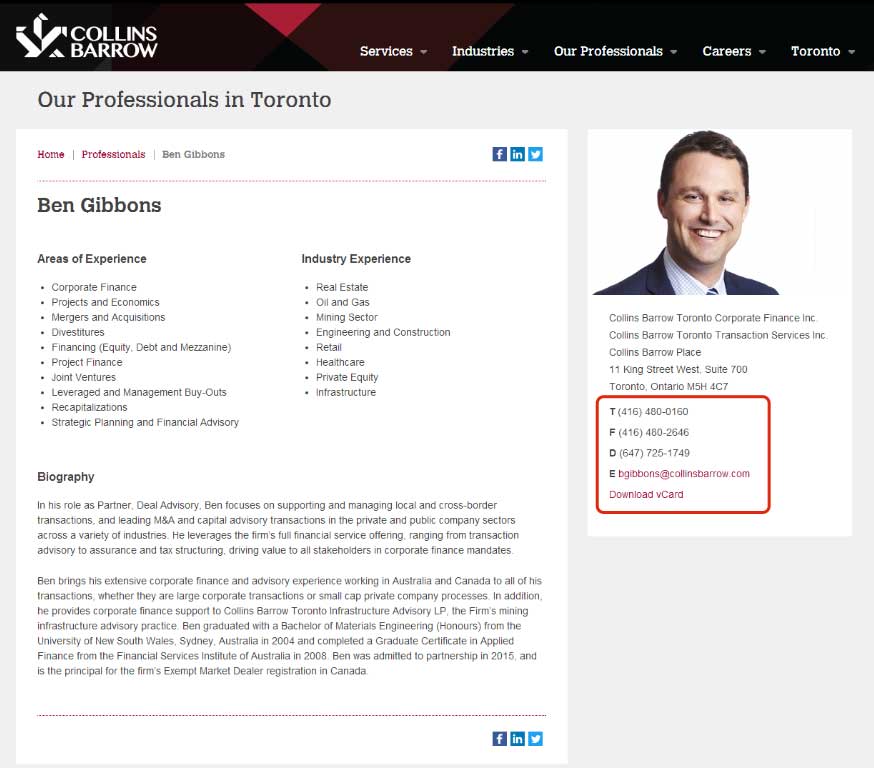 COLLINS
BARROW
Services
Industries
Our Professionals
Careers
Toronto
Our Professionals in Toronto
Home | Professionals | Ben Gibbons
Ben Gibbons
Areas of Experience
• Corporate Finance
• Projects and Economics
• Mergers and Acquisitions
• Divestitures
• Financing (Equity, Debt and Mezzanine)
• Project Finance
• Joint Ventures
• Leveraged and Management Buy-Outs
• Recapitalizations
• Strategic Planning and Financial Advisory
Industry Experience
• Real Estate
• Oil and Gas
• Mining Sector
• Engineering and Construction
• Retail
• Healthcare
• Private Equity
• Infrastructure
Biography
In his role as Partner, Deal Advisory, Ben focuses on supporting and managing local and cross-border
transactions, and leading M&A and capital advisory transactions in the private and public company sectors
across a variety of industries. He leverages the firm's full financial service offering, ranging from transaction
advisory to assurance and tax structuring, driving value to all stakeholders in corporate finance mandates.
Ben brings his extensive corporate finance and advisory experience working in Australia and Canada to all of his
transactions, whether they are large corporate transactions or small cap private company processes. In addition,
he provides corporate finance support to Collins Barrow Toronto Infrastructure Advisory LP, the Firm's mining
infrastructure advisory practice. Ben graduated with a Bachelor of Materials Engineering (Honours) from the
University of New South Wales, Sydney, Australia in 2004 and completed a Graduate Certificate in Applied
Finance from the Financial Services Institute of Australia in 2008. Ben was admitted to partnership in 2015, and
is the principal for the firm's Exempt Market Dealer registration in Canada.
Collins Barrow Toronto Corporate Finance Inc.
Collins Barrow Toronto Transaction Services Inc.
Collins Barrow Place
11 King Street West, Suite 700
Toronto, Ontario M5H 4C7
T (416) 480-0160
F (416) 480-2646
D (647) 725-1749
E bgibbons@collinsbarrow.com
Download vCard